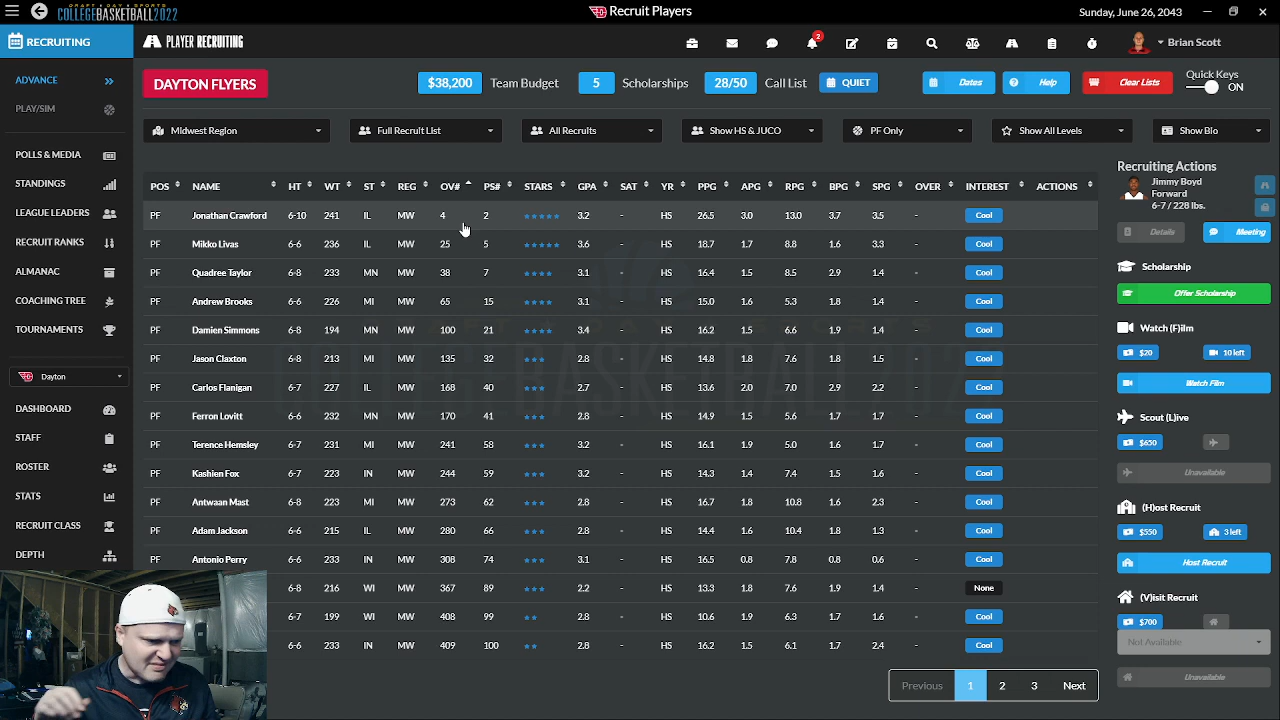 DRAFT DAY SPORTS
COLLEGEBASKETBALL2022
Recruit Players
Sunday, June 26, 2043
RECRUITING
PLAYER RECRUITING
2
Brian Scott
ADVANCE
PLAY/SIM
POLLS & MEDIA
STANDINGS
LEAGUE LEADERS
RECRUIT RANKS
ALMANAC
COACHING TREE
TOURNAMENTS
Dayton
DASHBOARD
STAFF
ROSTER
STATS
RECRUIT CLASS
DEPTH
DAYTON FLYERS
$38,200 Team Budget 5 Scholarships 28/50 Call List QUIET Dates Help Clear Lists Quick Keys ON
Midwest Region Full Recruit List All Recruits Show HS & JUCO PF Only Show All Levels Show Bio
POS NAME HT WT ST REG OV# PS# STARS GPA SAT YR PPG APG RPG BPG SPG OVER INTEREST ACTIONS
PF Jonathan Crawford 6-10 241 IL MW 4 2 ★★★★★ 3.2 - HS 26.5 3.0 13.0 3.5 - Cool
PF Mikko Livas 6-6 236 IL MW 25 5 ★★★★★ 3.6 - HS 18.7 1.7 8.8 1.6 3.3 - Cool
PF Quadree Taylor 6-8 233 MN MW 38 7 ★★★★ 3.1 - HS 16.4 1.5 8.5 2.9 1.4 - Cool
PF Andrew Brooks 6-6 226 MI MW 65 15 ★★★★ 3.1 - HS 15.0 1.6 5.3 1.8 1.4 - Cool
PF Damien Simmons 6-8 194 MN MW 100 21 ★★★★ 3.4 - HS 16.2 1.5 6.6 1.9 1.4 - Cool
PF Jason Claxton 6-8 213 MI MW 135 32 ★★★ 2.8 - HS 14.8 1.8 7.6 1.8 1.5 - Cool
PF Carlos Flanigan 6-7 227 IL MW 168 40 ★★★ 2.7 - HS 13.6 2.0 7.0 2.9 2.2 - Cool
PF Ferron Lovitt 6-6 232 MN MW 170 41 ★★★ 2.8 - HS 14.9 1.5 5.6 1.7 1.7 - Cool
PF Terence Hemsley 6-7 231 MI MW 241 58 ★★★ 3.2 - HS 16.1 1.9 5.0 1.6 1.7 - Cool
PF Kashien Fox 6-7 223 IN MW 244 59 ★★★ 3.2 - HS 14.3 1.4 7.4 1.5 1.6 - Cool
PF Antwaan Mast 6-8 223 MI MW 273 62 ★★★ 2.8 - HS 16.7 1.8 10.8 1.6 2.3 - Cool
PF Adam Jackson 6-6 215 IL MW 280 66 ★★★ 2.8 - HS 14.4 1.6 10.4 1.8 1.3 - Cool
PF Antonio Perry 6-6 233 IN MW 308 74 ★★★ 3.1 - HS 16.5 0.8 7.8 0.8 0.6 - Cool
6-8 216 WI MW 367 89 ★★★ 2.2 - HS 13.3 1.8 7.6 1.9 1.4 - None
6-7 199 WI MW 408 99 ★★ 2.8 - HS 10.6 1.9 6.3 1.7 1.6 - Cool
6-6 233 IN MW 409 100 ★★ 2.8 - HS 16.2 1.5 6.1 1.7 2.4 - Cool
Previous 1 2 3 Next
Recruiting Actions
Jimmy Boyd
Forward
6-7 / 228 lbs.
Details Meeting
Scholarship
Offer Scholarship
Watch (F)ilm
$20 10 left
Watch Film
Scout (L)ive
$650
Unavailable
(H)ost Recruit
$550 3 left
Host Recruit
(V)isit Recruit
$700
Not Available
Unavailable